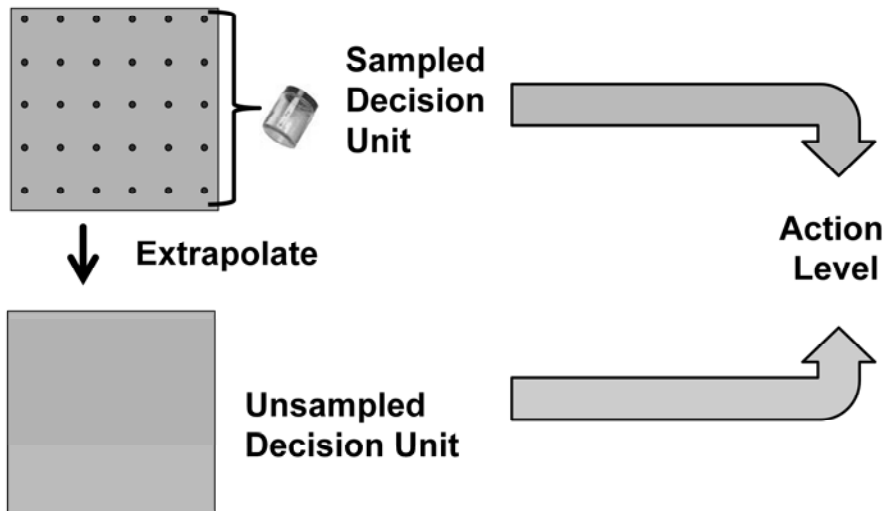 Sampled
Decision
Unit
Extrapolate
Action
Level
Unsampled
Decision Unit